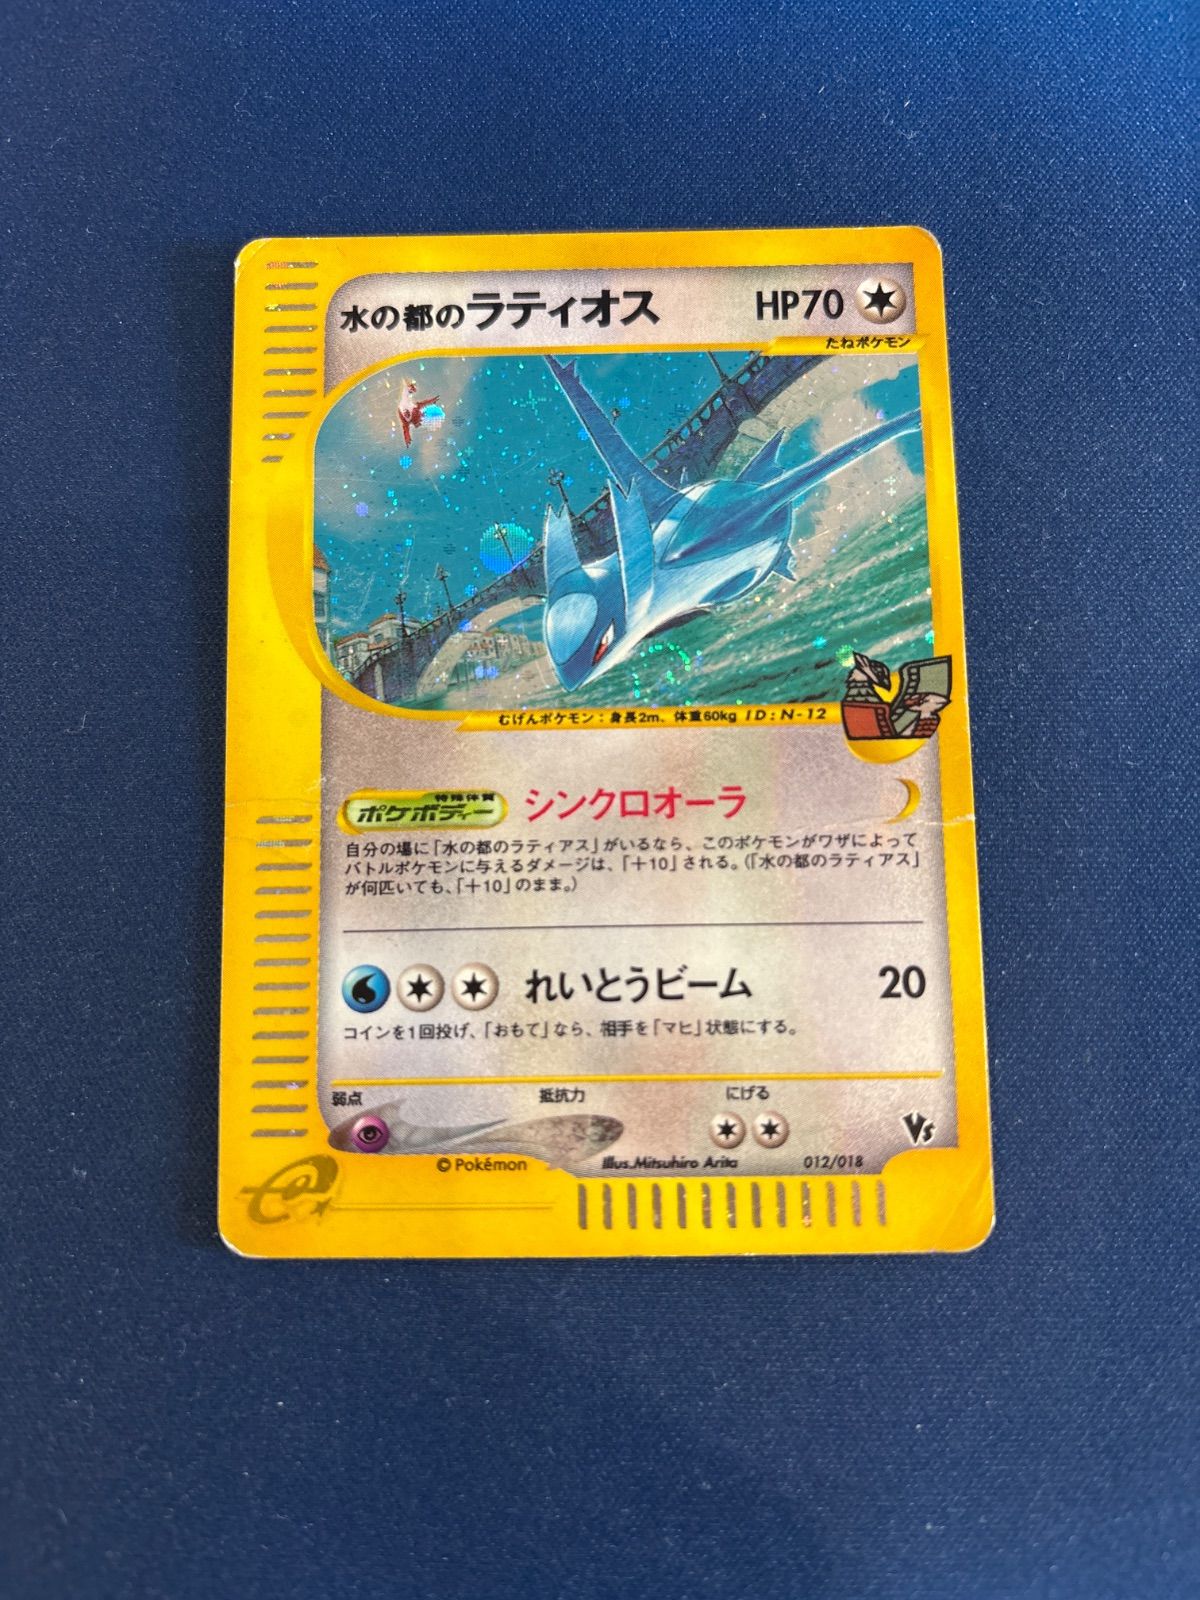 水の都のラティオス HP70
たねポケモン
むげんポケモン：身長2m、体重60kg ID：N-12
特殊体質
ポケボディー シンクロオーラ
自分の場に「水の都のラティアス」がいるなら、このポケモンがワザによって
バトルポケモンに与えるダメージは、「＋10」される。（「水の都のラティアス」
が何匹いても、「＋10」のまま。）
れいとうビーム 20
コインを1回投げ、「おもて」なら、相手を「マヒ」状態にする。
弱点 抵抗力 にげる
Vs
© Pokémon Illus.Mitsuhiro Arita 012/018
e